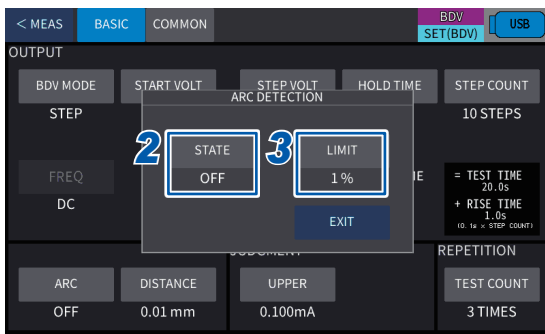 < MEAS BASIC COMMON BDV SET(BDV) USB
OUTPUT
BDV MODE START VOLT STEP VOLT HOLD TIME STEP COUNT
STEP 10 STEPS
ARC DETECTION
2 STATE 3 LIMIT
OFF 1 %
EXIT
FREQ
DC
= TEST TIME
20.0s
+ RISE TIME
1.0s
(0.1s × STEP COUNT)
REPETITION
ARC DISTANCE UPPER TEST COUNT
OFF 0.01 mm 0.100mA 3 TIMES